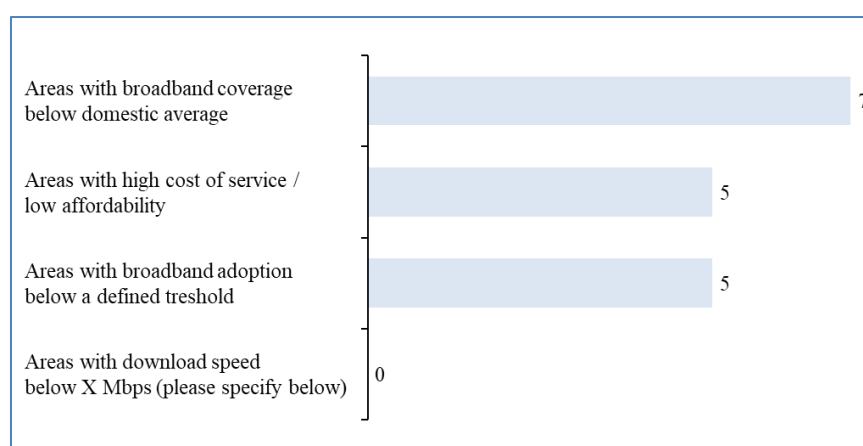 Areas with broadband coverage
below domestic average
7
Areas with high cost of service /
low affordability
5
Areas with broadband adoption
below a defined treshold
5
Areas with download speed
below X Mbps (please specify below)
0